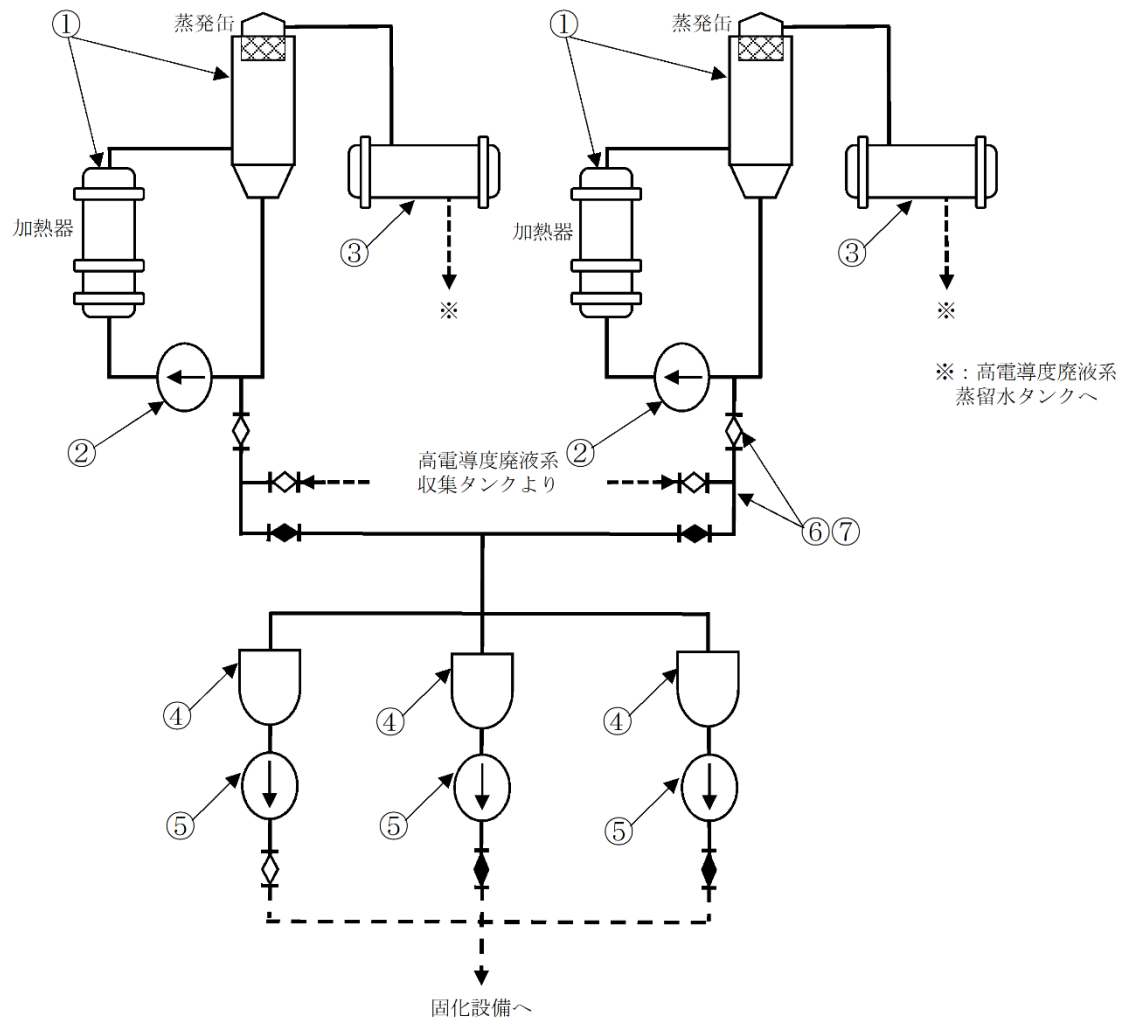 ① 蒸発缶 ① 蒸発缶
加熱器 ③ 加熱器 ③
※ ※
※：高電導度廃液系
蒸留水タンクへ
② ②
高電導度廃液系
収集タンクより
⑥⑦
④ ④ ④
⑤ ⑤ ⑤
固化設備へ